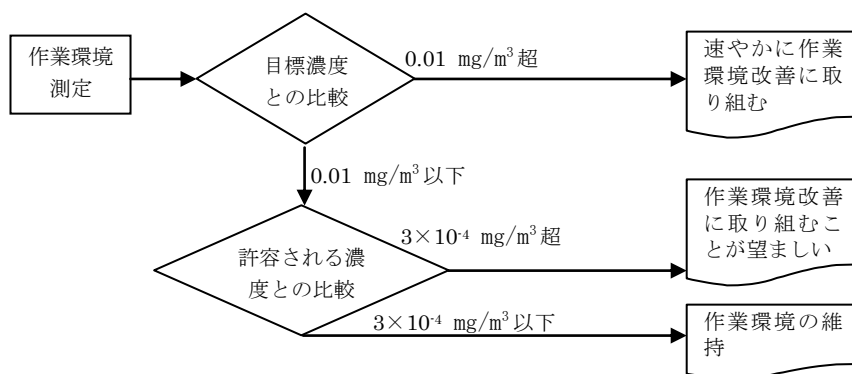 作業環境
測定
目標濃度
との比較
0.01 mg/m³超
速やかに作業
環境改善に取
り組む
0.01 mg/m³以下
許容される濃
度との比較
3×10⁻⁴ mg/m³超
作業環境改善
に取り組むこ
とが望ましい
3×10⁻⁴ mg/m³以下
作業環境の維
持